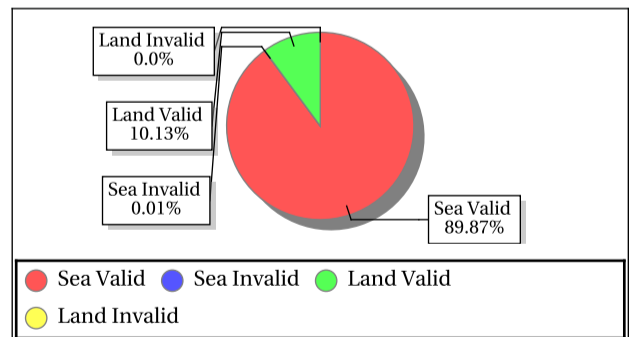 Land Invalid
0.0%
Land Valid
10.13%
Sea Invalid
0.01%
Sea Valid
89.87%
Sea Valid Sea Invalid Land Valid
Land Invalid